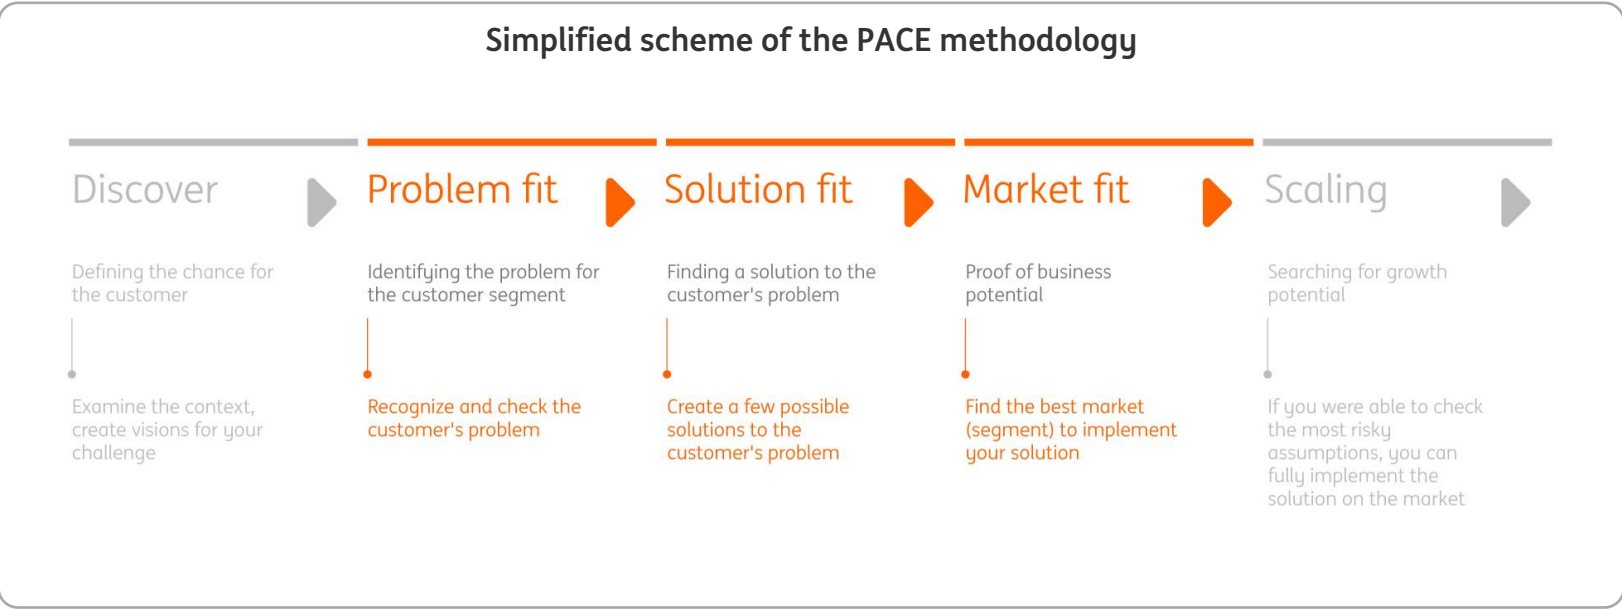 Simplified scheme of the PACE methodology
Discover
Defining the chance for
the customer
Examine the context,
create visions for your
challenge
Problem fit
Identifying the problem for
the customer segment
Recognize and check the
customer's problem
Solution fit
Finding a solution to the
customer's problem
Create a few possible
solutions to the
customer's problem
Market fit
Proof of business
potential
Find the best market
(segment) to implement
your solution
Scaling
Searching for growth
potential
If you were able to check
the most risky
assumptions, you can
fully implement the
solution on the market